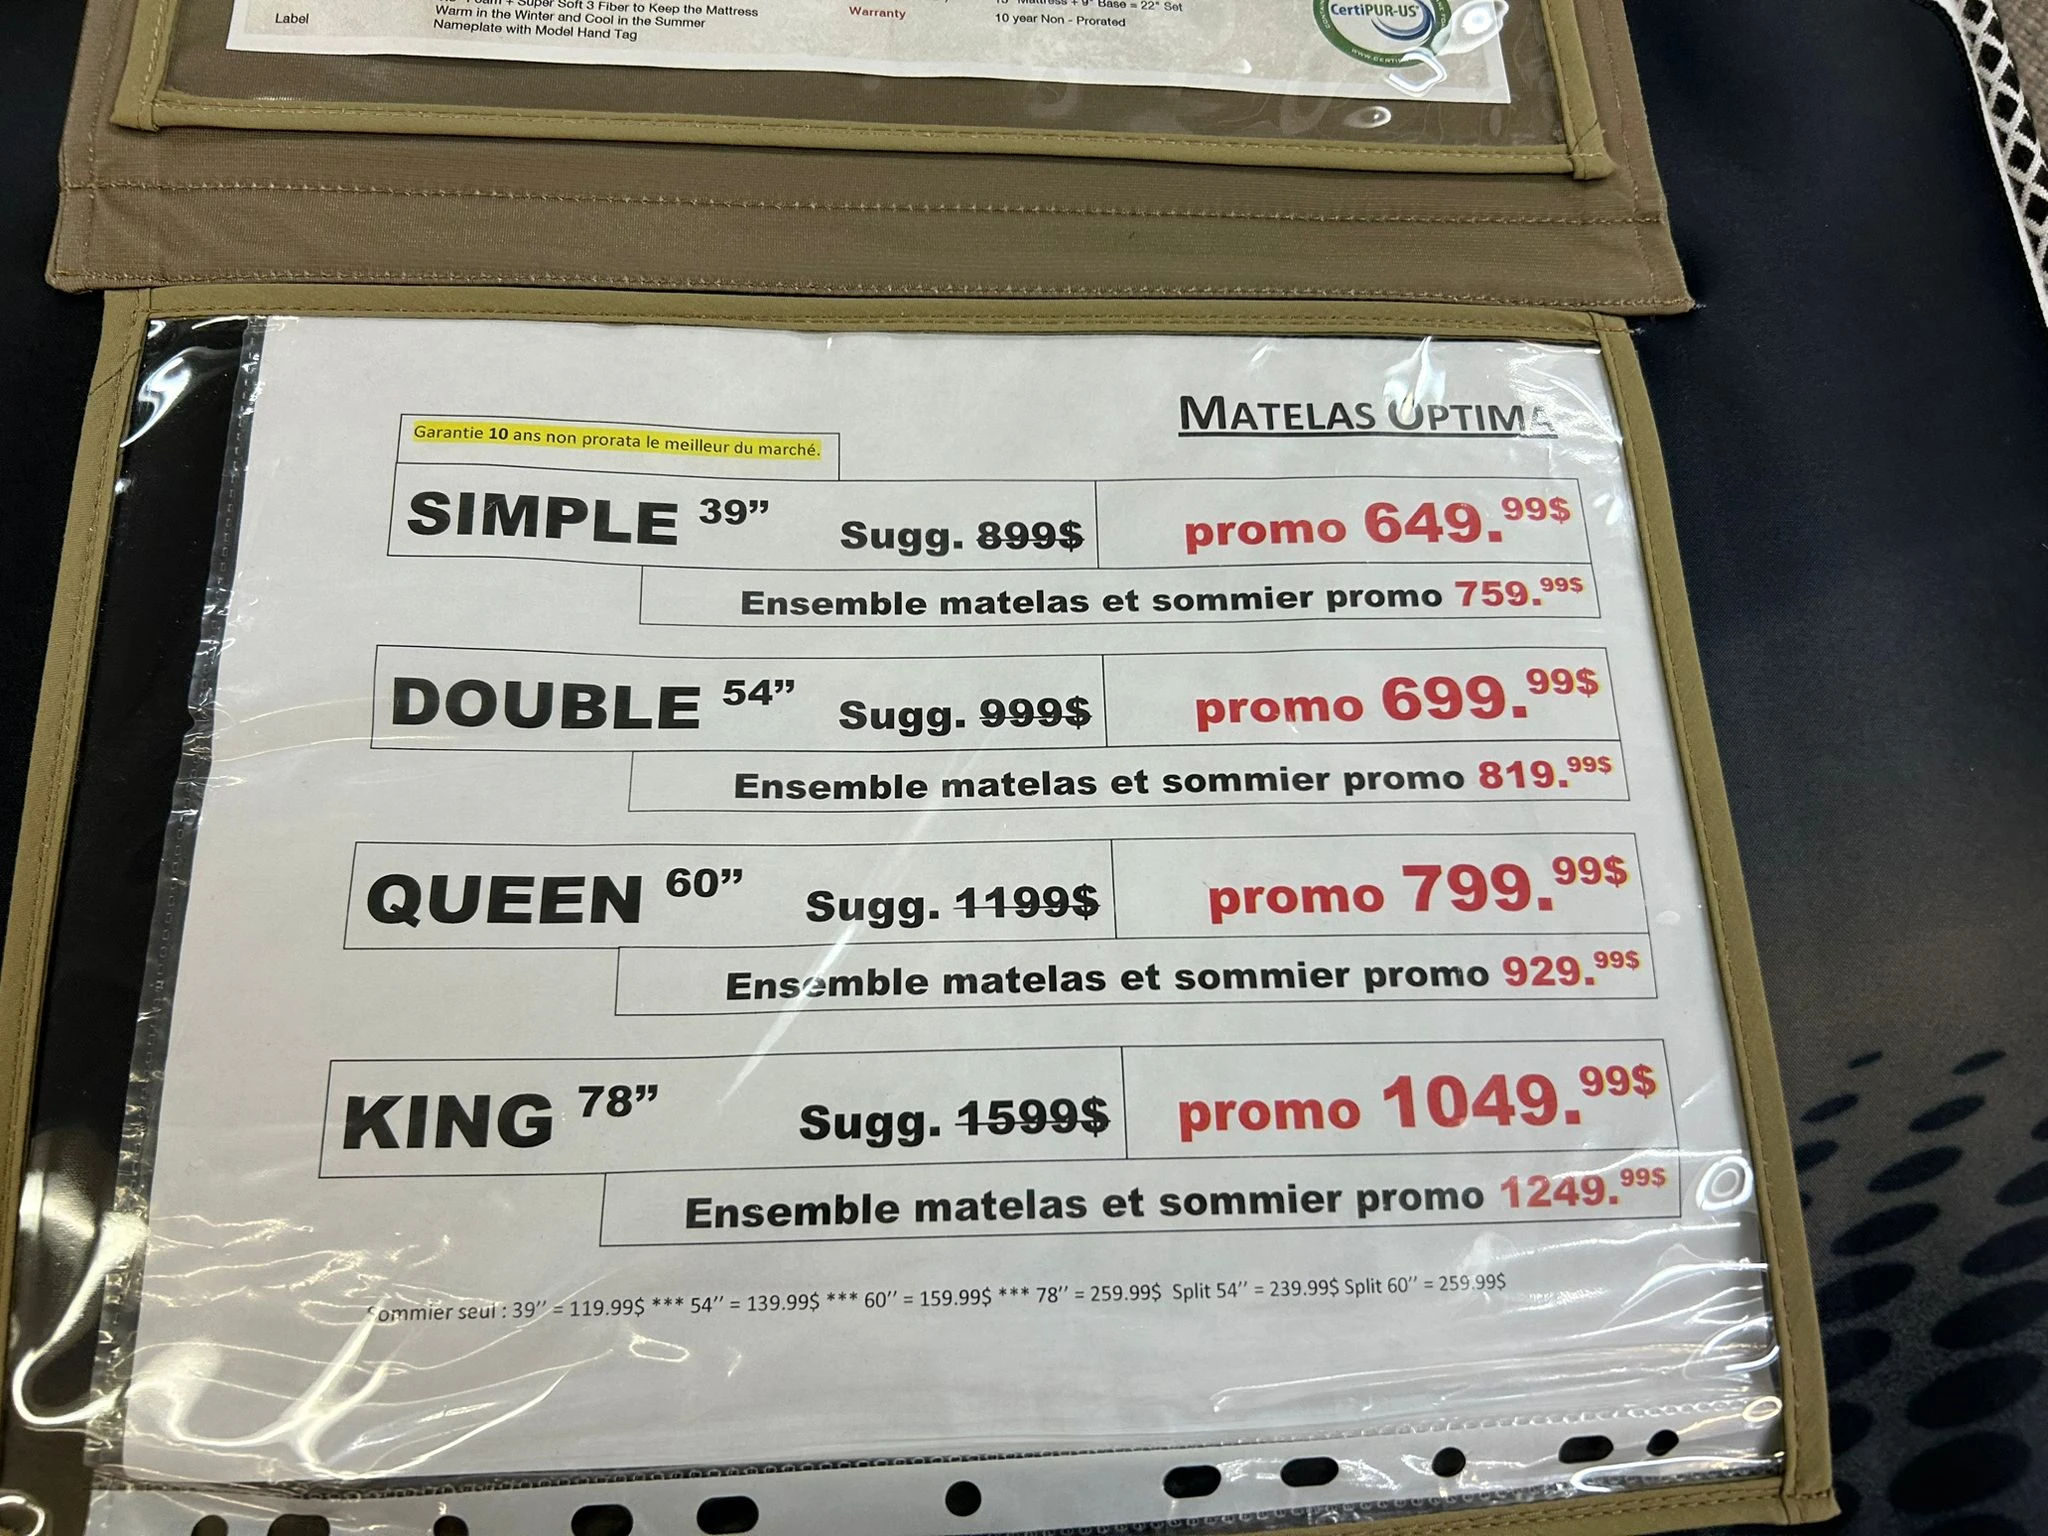 Super Soft 3 Fiber to Keep the Mattress
Warm in the Winter and Cool in the Summer
Label
Nameplate with Model Hand Tag
Mattress + 9" Base = 22" Set
Warranty
10 year Non - Prorated
CertiPUR-US
MATELAS OPTIMA
Garantie 10 ans non prorata le meilleur du marché.
SIMPLE 39” Sugg. 899$ promo 649.99$
Ensemble matelas et sommier promo 759.99$
DOUBLE 54” Sugg. 999$ promo 699.99$
Ensemble matelas et sommier promo 819.99$
QUEEN 60” Sugg. 1199$ promo 799.99$
Ensemble matelas et sommier promo 929.99$
KING 78” Sugg. 1599$ promo 1049.99$
Ensemble matelas et sommier promo 1249.99$
Sommier seul : 39’’ = 119.99$ *** 54’’ = 139.99$ *** 60’’ = 159.99$ *** 78’’ = 259.99$ Split 54’’ = 239.99$ Split 60’’ = 259.99$